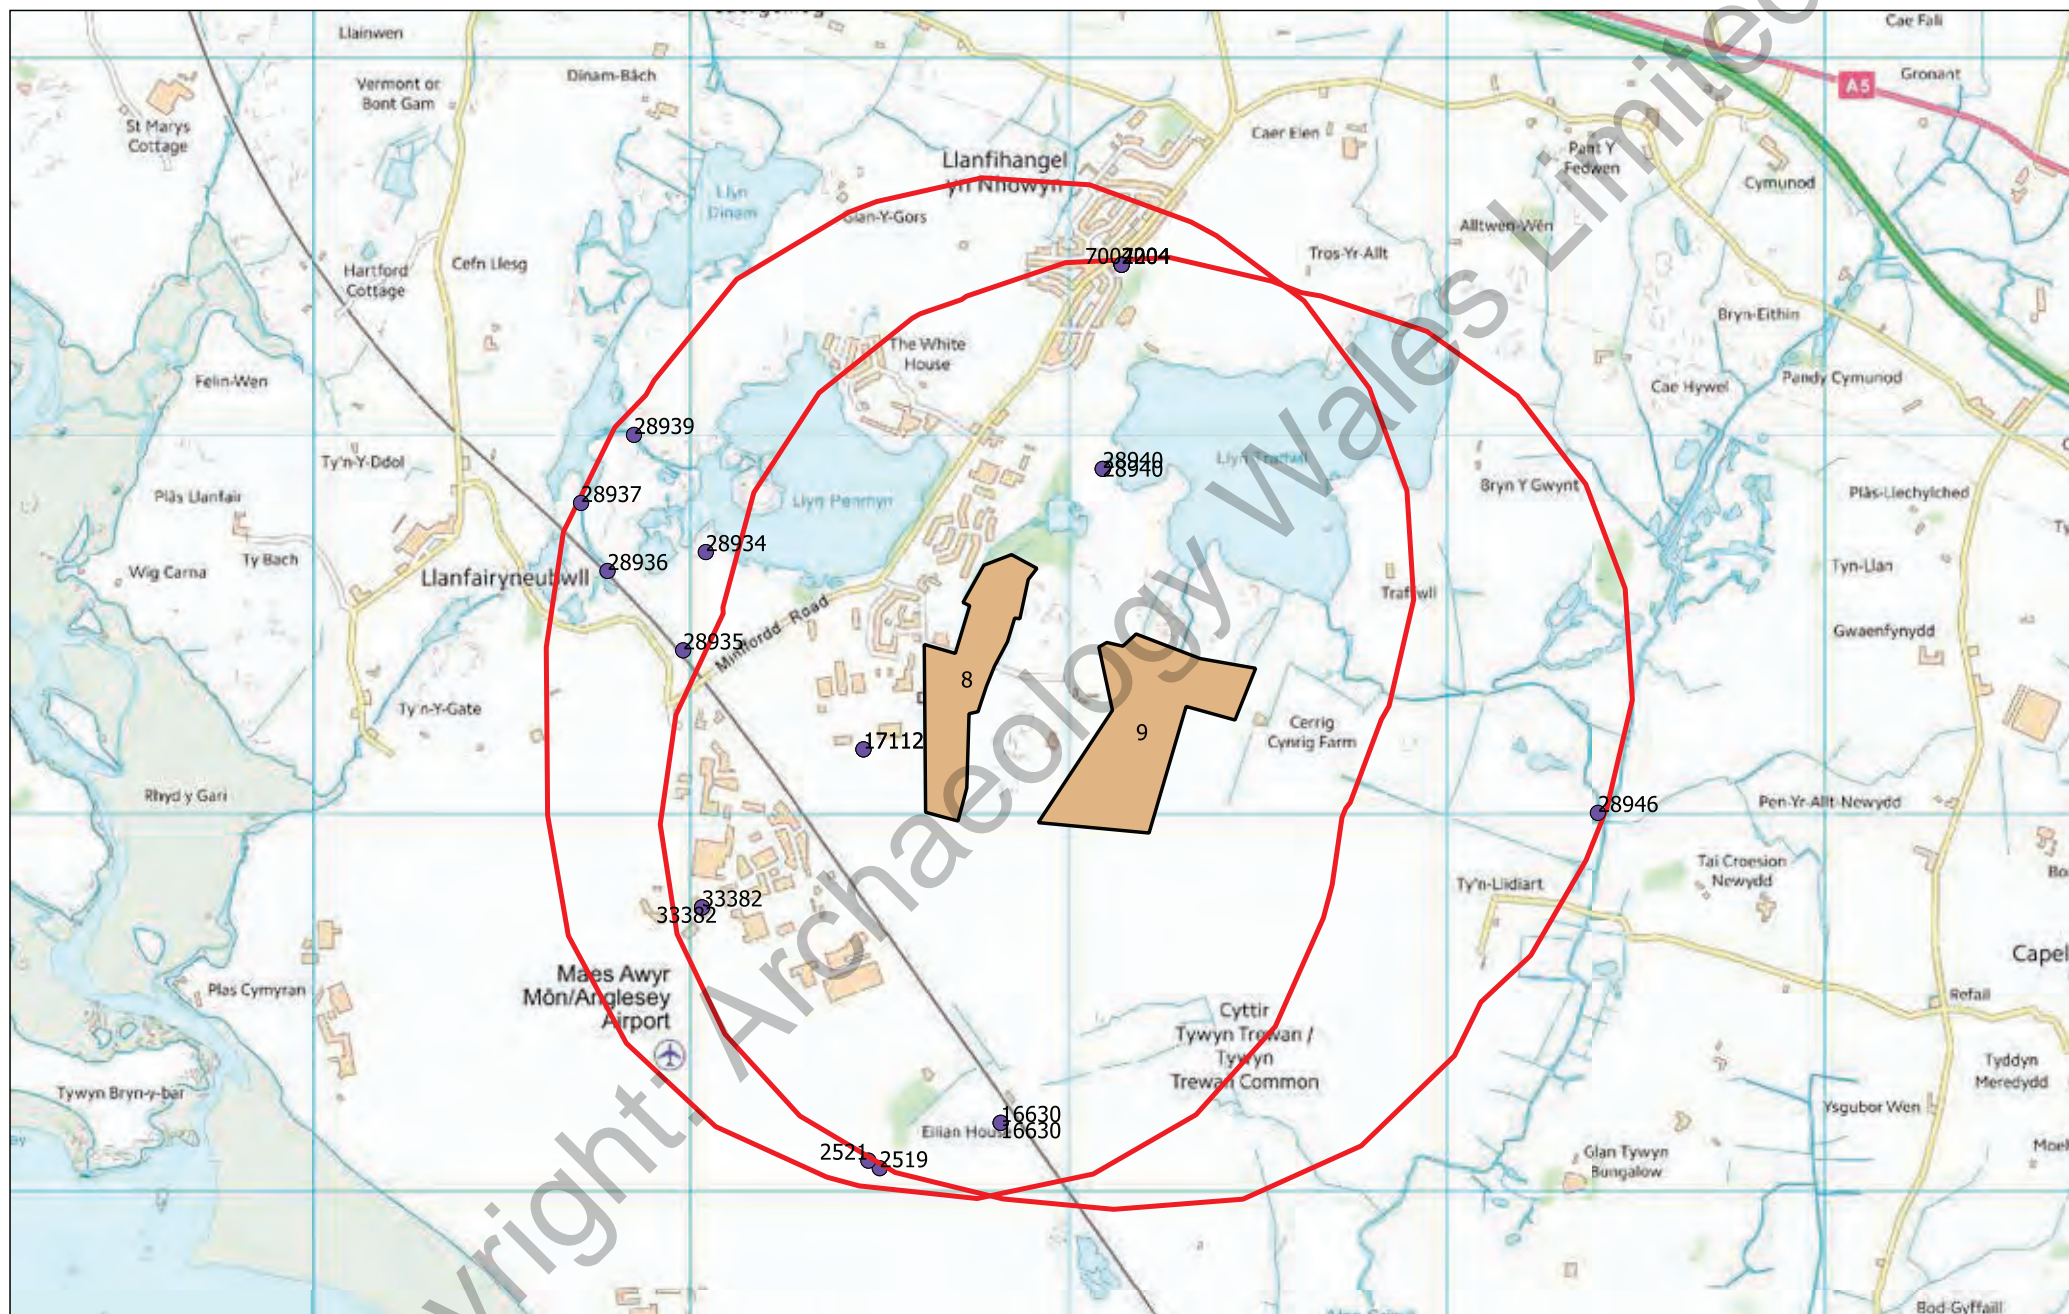 Cae Fali
Llainwen
A5
Gronant
Dinam-Bâch
Vermont or
Bont Gam
St Marys
Cottage
Caer Elen
Pant Y
Fedwen
Cymunod
Llanfihangel
yn Nhowyn
Llyn
Dinam
Glan-Y-Gors
Alltwen-Wên
Tros-Yr-Allt
Cefn Llesg
Hartford
Cottage
Bryn-Eithin
The White
House
Felin-Wen
Cae Hywel
Pandy Cymunod
28939
Ty'n-Y-Ddol
28940
28940
Llyn Traffwll
Bryn Y Gwynt
Plâs-Llechylched
Plâs Llanfair
28937
Llyn Penrhyn
28934
Ty Bach
Wig Carna
28936
Llanfairyneubwll
Tyn-Llan
Traffwll
Minffordd Road
Gwaenfynydd
28935
8
9
Ty'n-Y-Gate
Cerrig
Cynrig Farm
17112
Rhyd y Gari
28946
Pen-Yr-Allt-Newydd
Tai Croesion
Newydd
Ty'n-Llidiart
33382
33382
Capel
Maes Awyr
Môn/Anglesey
Airport
Plas Cymyran
Refail
Cyttir
Tywyn Trewan /
Tywyn
Trewan Common
Tywyn Bryn-y-bar
Tyddyn
Meredydd
Ysgubor Wen
16630
16630
Eilian House
2521
2519
Glan Tywyn
Bungalow
Bod-Gyffaill
right: Archaeology Wales Limited